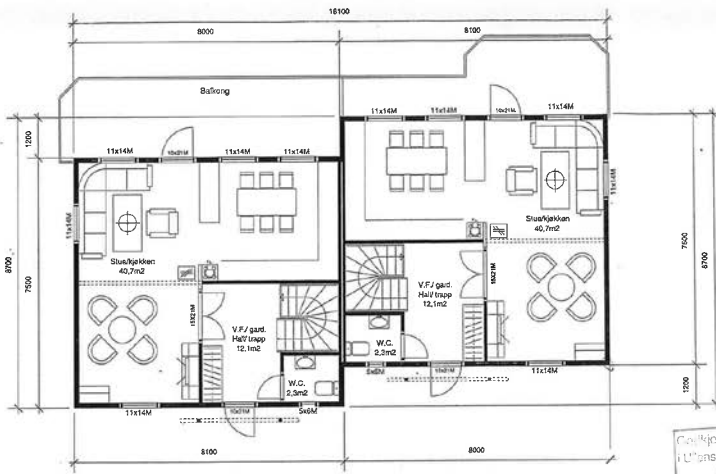 16100
8000
8100
Balkong
11x14M
11x14M
10x21M
11x14M
1200
11x14M
10x21M
11x14M
11x14M
11x14M
11x14M
Stue/kjøkken
40,7m2
Stue/kjøkken
40,7m2
8700
7500
7500
8700
V.F./ gard.
Hall/ trapp
12,1m2
15x21M
15x21M
V.F./ gard.
Hall/ trapp
12,1m2
W.C.
2,3m2
W.C.
2,3m2
5x6M
10x21M
11x14M
1200
11x14M
10x21M
5x6M
8100
8000